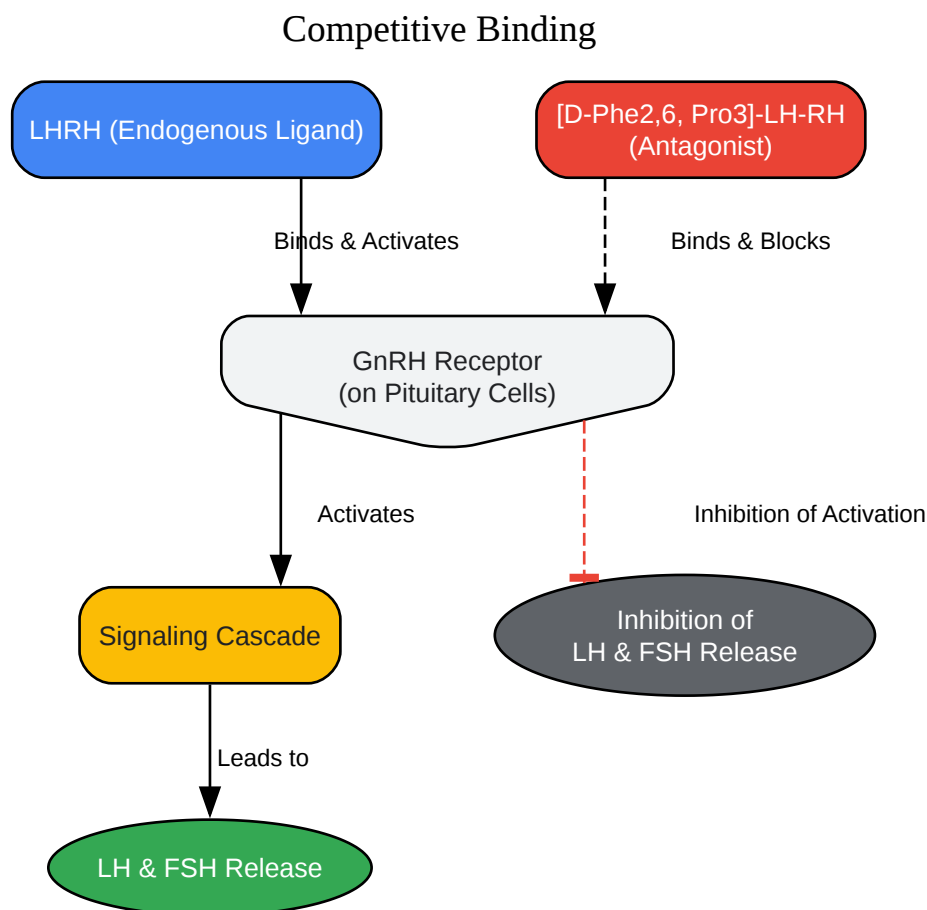 Competitive Binding
LHRH (Endogenous Ligand)
[D-Phe2,6, Pro3]-LH-RH
(Antagonist)
Binds & Activates
Binds & Blocks
GnRH Receptor
(on Pituitary Cells)
Activates
Inhibition of Activation
Signaling Cascade
Inhibition of
LH & FSH Release
Leads to
LH & FSH Release